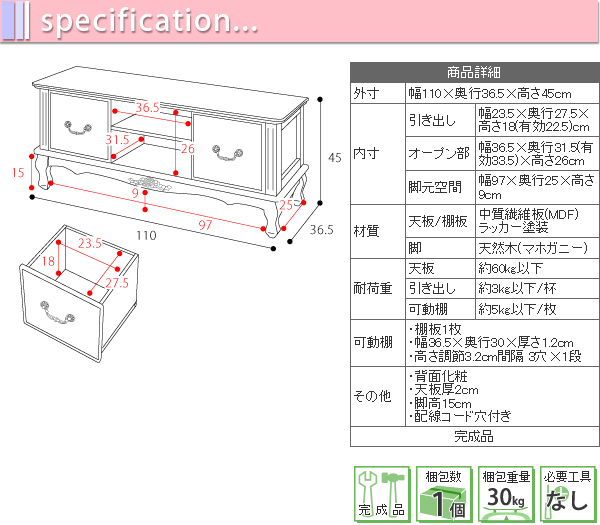 specification...
36.5
31.5
26
45
15
9
25
97
110
36.5
23.5
18
27.5
商品詳細
外寸 幅110×奥行36.5×高さ45cm
内寸
引き出し
幅23.5×奥行27.5×
高さ18(有効22.5)cm
オープン部
幅36.5×奥行31.5(有
効33.5)×高さ26cm
脚元空間
幅97×奥行25×高さ
9cm
材質
天板/棚板
中質繊維板(MDF)
ラッカー塗装
脚 天然木(マホガニー)
耐荷重
天板 約60㎏以下
引き出し 約3㎏以下/杯
可動棚 約5㎏以下/枚
可動棚
・棚板1枚
・幅36.5×奥行30×厚さ1.2cm
・高さ調節3.2cm間隔 3穴×1段
その他
・背面化粧
・天板厚2cm
・脚高15cm
・配線コード穴付き
完成品
完成品
梱包数
1個
梱包重量
30kg
必要工具
なし